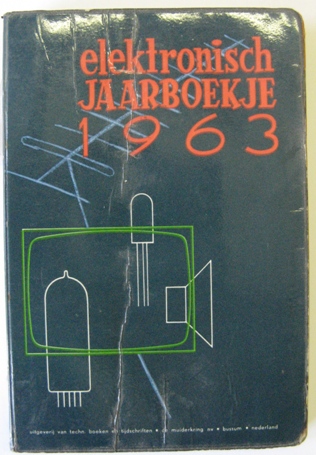 elektronisch
JAARBOEKJE
1963
uitgeverij van techn. boeken en tijdschriften • de muiderkring nv • bussum • nederland